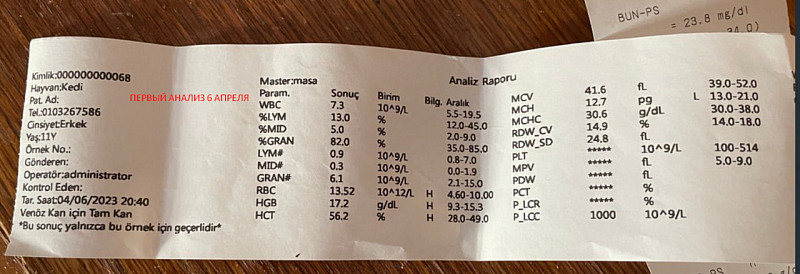 BUN-PS
= 23.8 mg/dl
Kimlik:000000000068
Hayvan:Kedi
Pat. Ad:
Tel.:0103267586
Cinsiyet:Erkek
Yaş:11Y
Örnek No.:
Gönderen:
Operatör:administrator
Kontrol Eden:
Tar. Saat:04/06/2023 20:40
Venöz Kan için Tam Kan
*Bu sonuç yalnızca bu örnek için geçerlidir*
ПЕРВЫЙ АНАЛИЗ 6 АПРЕЛЯ
Master:masa Analiz Raporu
Param. Sonuç Birim Bilg. Aralık
WBC 7.3 10^9/L 5.5-19.5
%LYM 13.0 % 12.0-45.0
%MID 5.0 % 2.0-9.0
%GRAN 82.0 % 35.0-85.0
LYM# 0.9 10^9/L 0.8-7.0
MID# 0.3 10^9/L 0.0-1.9
GRAN# 6.1 10^9/L 2.1-15.0
RBC 13.52 10^12/L H 4.60-10.00
HGB 17.2 g/dL H 9.3-15.3
HCT 56.2 % H 28.0-49.0
MCV 41.6 fL 39.0-52.0
MCH 12.7 pg L 13.0-21.0
MCHC 30.6 g/dL 30.0-38.0
RDW_CV 14.9 % 14.0-18.0
RDW_SD 24.8 fL
PLT ***** 10^9/L 100-514
MPV ***** fL 5.0-9.0
PDW ***** fL
PCT ***** %
P_LCR ***** %
P_LCC 1000 10^9/L